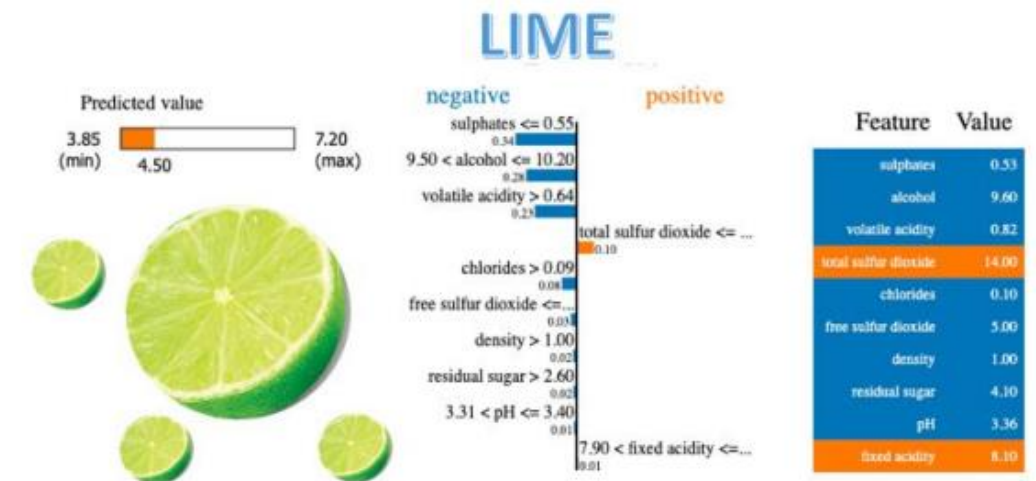 LIME
Predicted value
3.85
(min)
4.50
7.20
(max)
negative
positive
sulphates <= 0.55
0.34
9.50 < alcohol <= 10.20
0.28
volatile acidity > 0.64
0.23
total sulfur dioxide <= ...
0.10
chlorides > 0.09
0.08
free sulfur dioxide <=...
0.03
density > 1.00
0.02
residual sugar > 2.60
0.02
3.31 < pH <= 3.40
0.01
7.90 < fixed acidity <=...
0.01
Feature Value
sulphates 0.53
alcohol 9.60
volatile acidity 0.82
total sulfur dioxide 14.00
chlorides 0.10
free sulfur dioxide 5.00
density 1.00
residual sugar 4.10
pH 3.36
fixed acidity 8.10